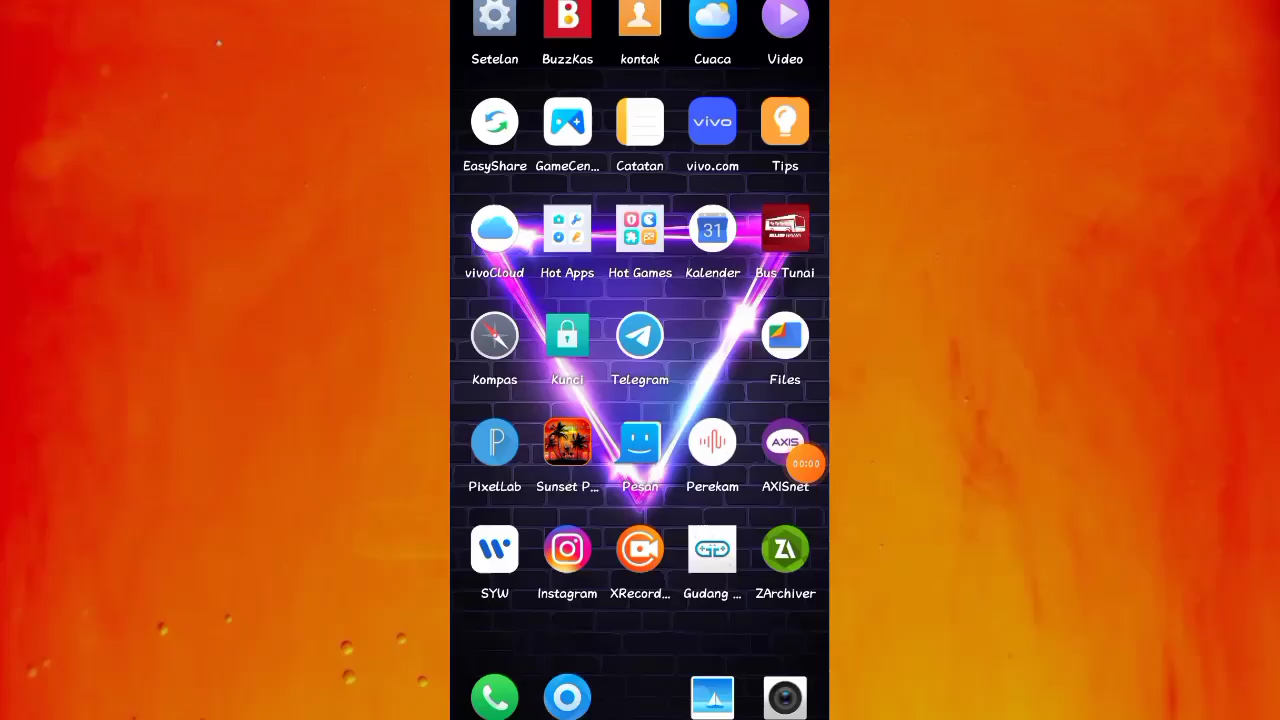 B
Setelan BuzzKas kontak Cuaca Video
vivo
EasyShare GameCen... Catatan vivo.com Tips
31
vivoCloud Hot Apps Hot Games Kalender Bus Tunai
Kompas Kunci Telegram Files
P AXIS
00:00
PixelLab Sunset P... Pesan Perekam AXISnet
W ZA
SYW Instagram XRecord... Gudang ... ZArchiver